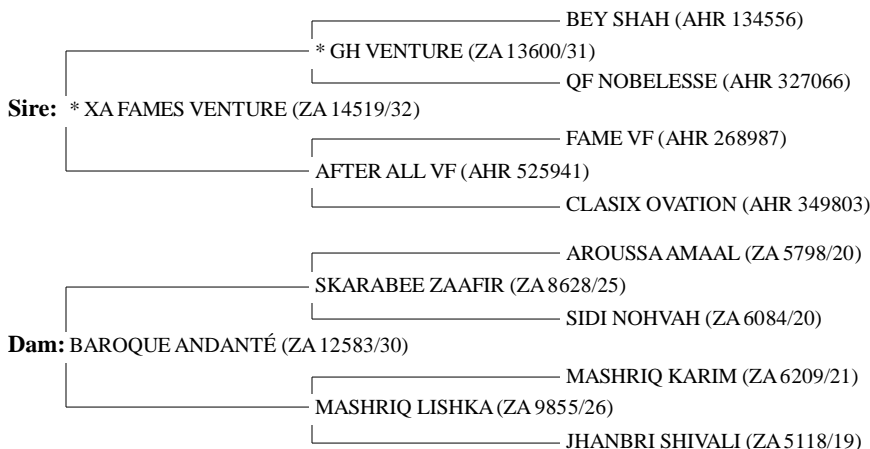 BEY SHAH (AHR 134556)
* GH VENTURE (ZA 13600/31)
QF NOBELESSE (AHR 327066)
Sire: * XA FAMES VENTURE (ZA 14519/32)
FAME VF (AHR 268987)
AFTER ALL VF (AHR 525941)
CLASIX OVATION (AHR 349803)
AROUSSA AMAAL (ZA 5798/20)
SKARABEE ZAAFIR (ZA 8628/25)
SIDI NOHVAH (ZA 6084/20)
Dam: BAROQUE ANDANTÉ (ZA 12583/30)
MASHRIQ KARIM (ZA 6209/21)
MASHRIQ LISHKA (ZA 9855/26)
JHANBRI SHIVALI (ZA 5118/19)